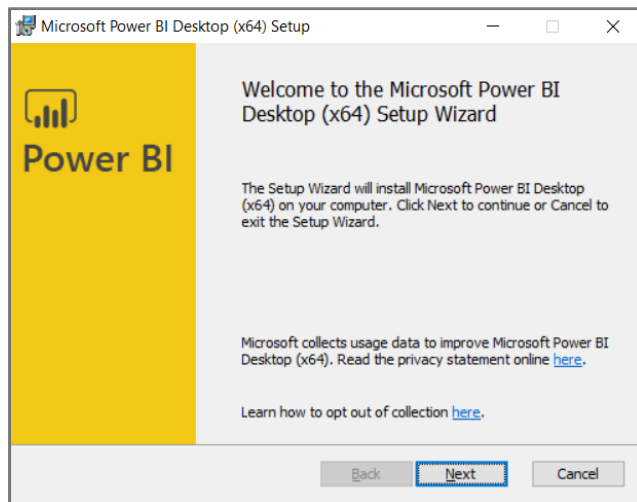 Microsoft Power BI Desktop (x64) Setup
Power BI
Welcome to the Microsoft Power BI
Desktop (x64) Setup Wizard
The Setup Wizard will install Microsoft Power BI Desktop
(x64) on your computer. Click Next to continue or Cancel to
exit the Setup Wizard.
Microsoft collects usage data to improve Microsoft Power BI
Desktop (x64). Read the privacy statement online here.
Learn how to opt out of collection here.
Back
Next
Cancel